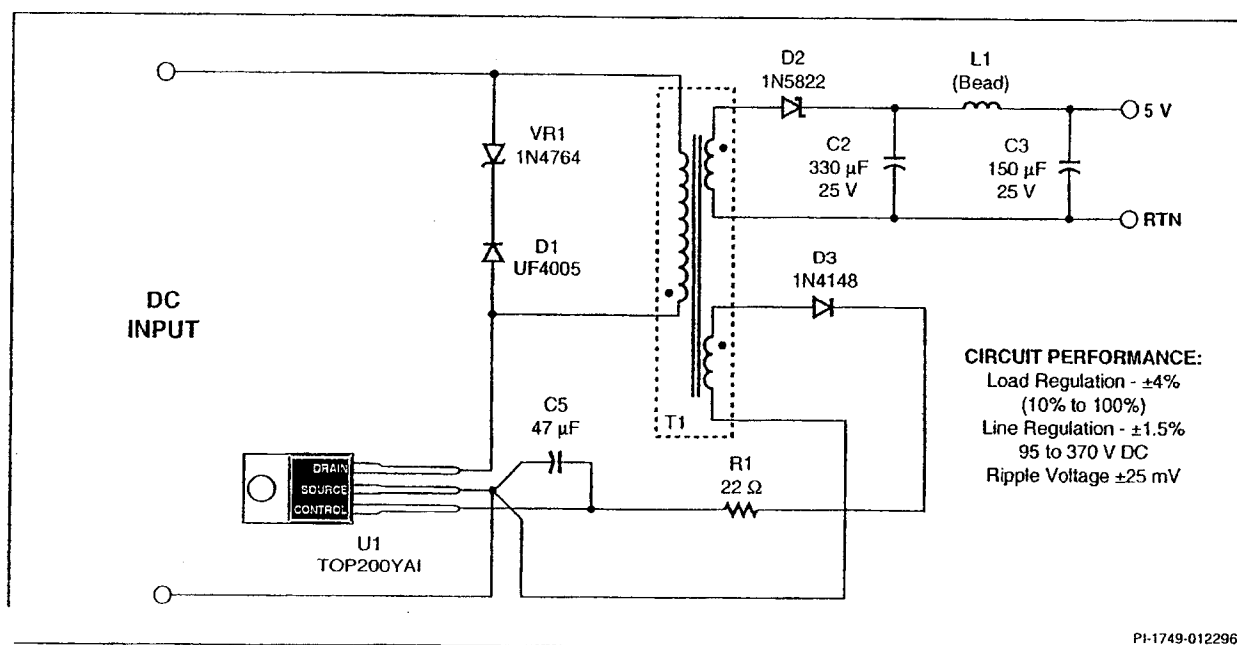 D2
1N5822
L1
(Bead)
5 V
VR1
1N4764
C2
330 µF
25 V
C3
150 µF
25 V
RTN
D1
UF4005
D3
1N4148
DC
INPUT
CIRCUIT PERFORMANCE:
Load Regulation - ±4%
(10% to 100%)
Line Regulation - ±1.5%
95 to 370 V DC
Ripple Voltage ±25 mV
T1
C5
47 µF
R1
22 Ω
DRAIN
SOURCE
CONTROL
U1
TOP200YAI
PI-1749-012296